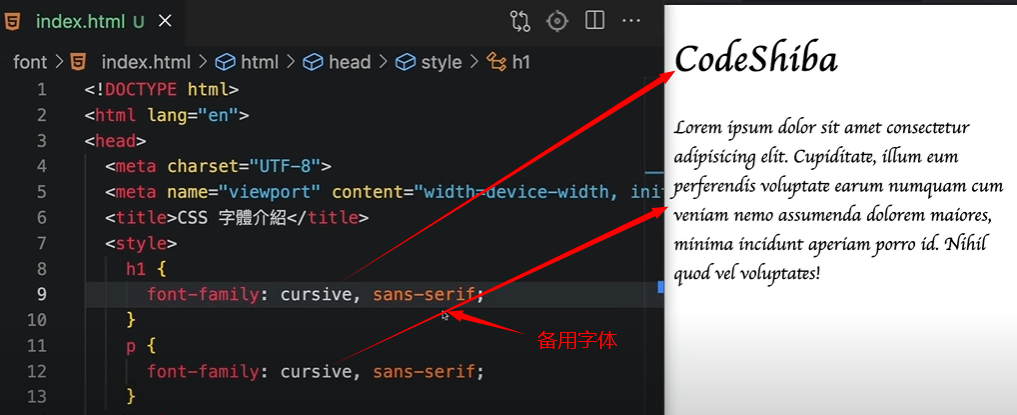 index.html U ×
font > index.html > html > head > style > h1
1 <!DOCTYPE html>
2 <html lang="en">
3 <head>
4 <meta charset="UTF-8">
5 <meta name="viewport" content="width=device-width, init
6 <title>CSS 字體介紹</title>
7 <style>
8 h1 {
9 font-family: cursive, sans-serif;
10 }
11 p {
12 font-family: cursive, sans-serif;
13 }
备用字体
CodeShiba
Lorem ipsum dolor sit amet consectetur
adipisicing elit. Cupiditate, illum eum
perferendis voluptate earum numquam cum
veniam nemo assumenda dolorem maiores,
minima incidunt aperiam porro id. Nihil
quod vel voluptates!